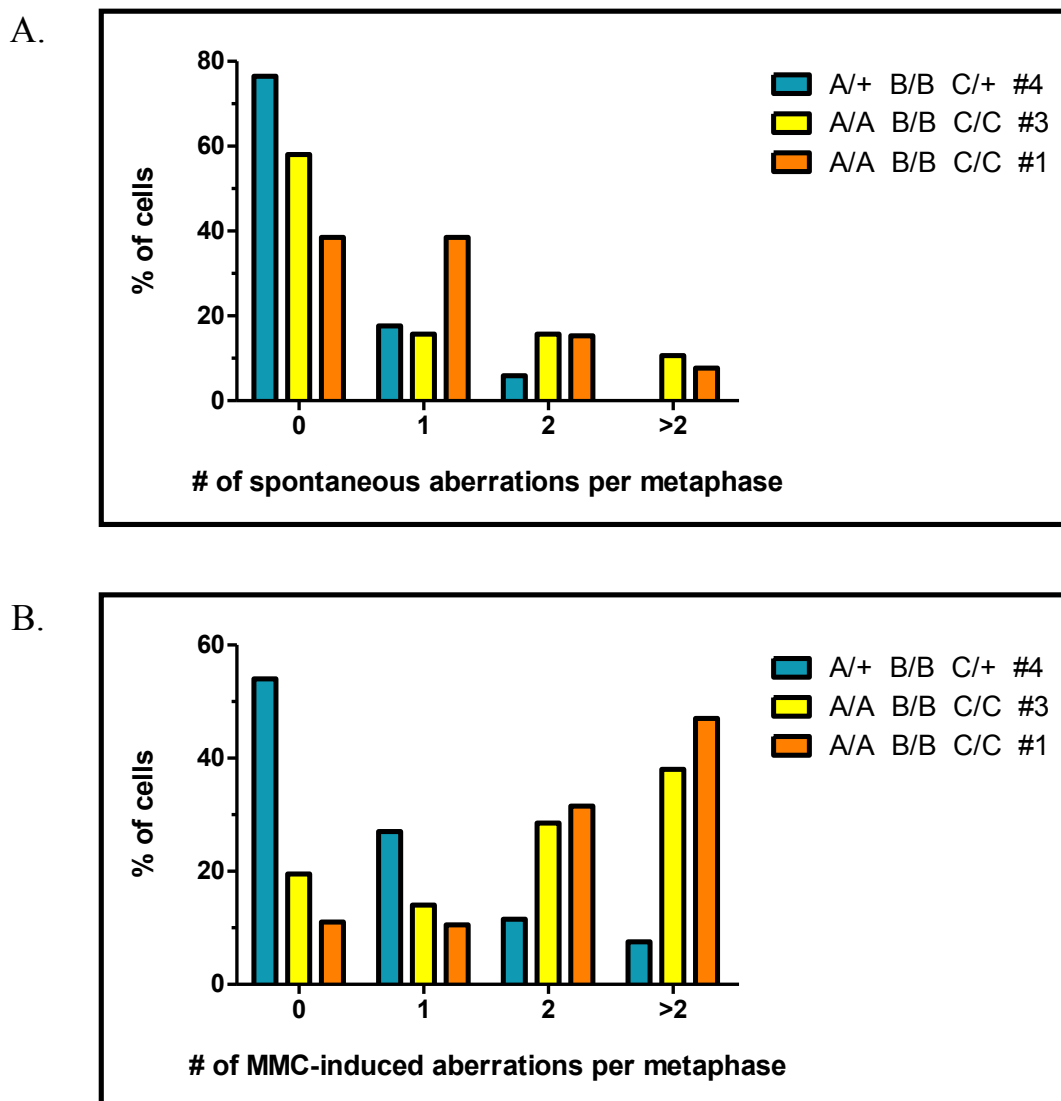 A.
80
60
40
20
0
% of cells
0 1 2 >2
# of spontaneous aberrations per metaphase
A/+ B/B C/+ #4
A/A B/B C/C #3
A/A B/B C/C #1
B.
60
40
20
0
% of cells
0 1 2 >2
# of MMC-induced aberrations per metaphase
A/+ B/B C/+ #4
A/A B/B C/C #3
A/A B/B C/C #1